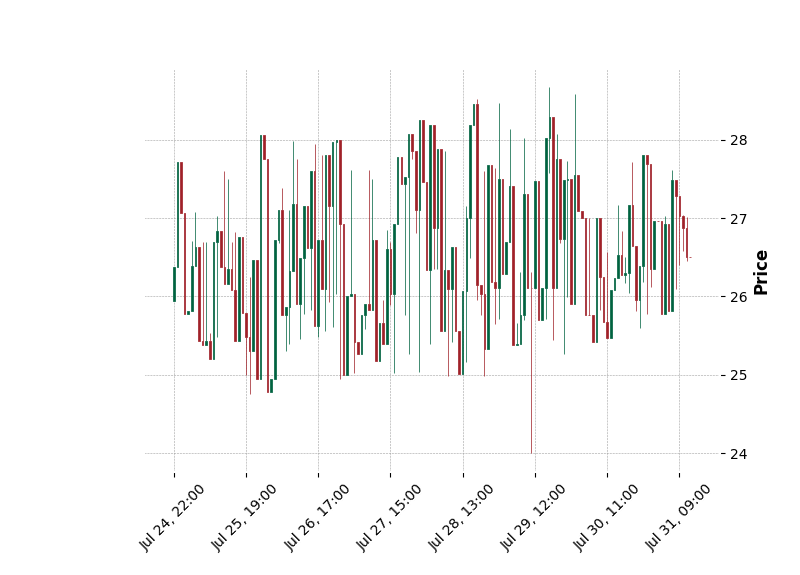 28
27
26
25
24
Price
Jul 24, 22:00
Jul 25, 19:00
Jul 26, 17:00
Jul 27, 15:00
Jul 28, 13:00
Jul 29, 12:00
Jul 30, 11:00
Jul 31, 09:00